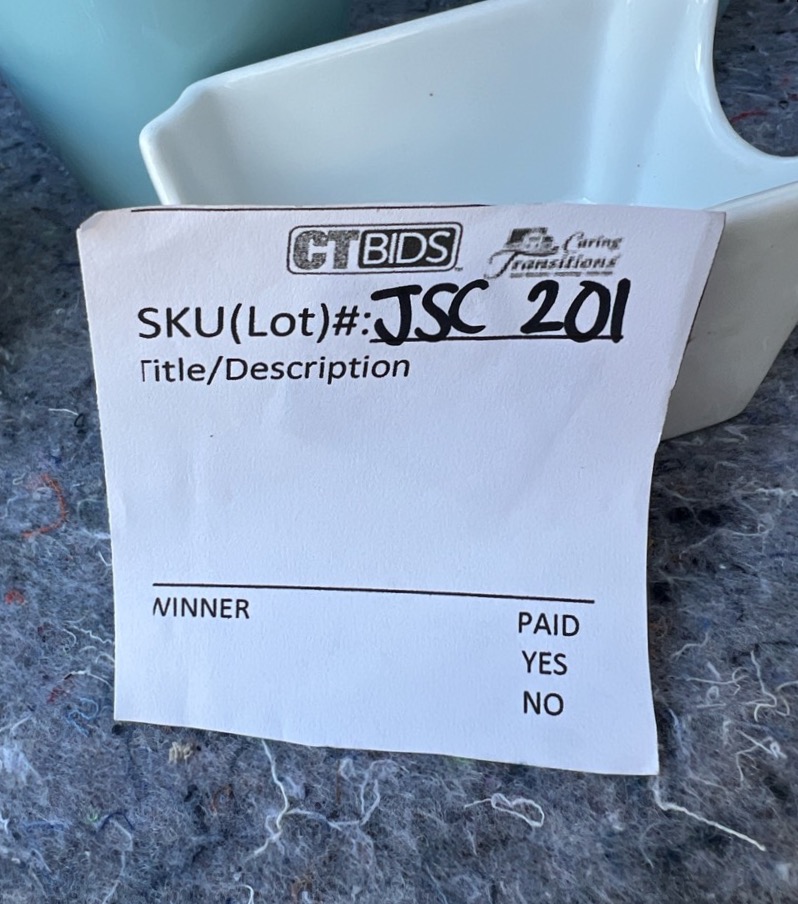 CTBIDS Caring Transitions
SKU(Lot)#: JSC 201
Title/Description
WINNER PAID
YES
NO